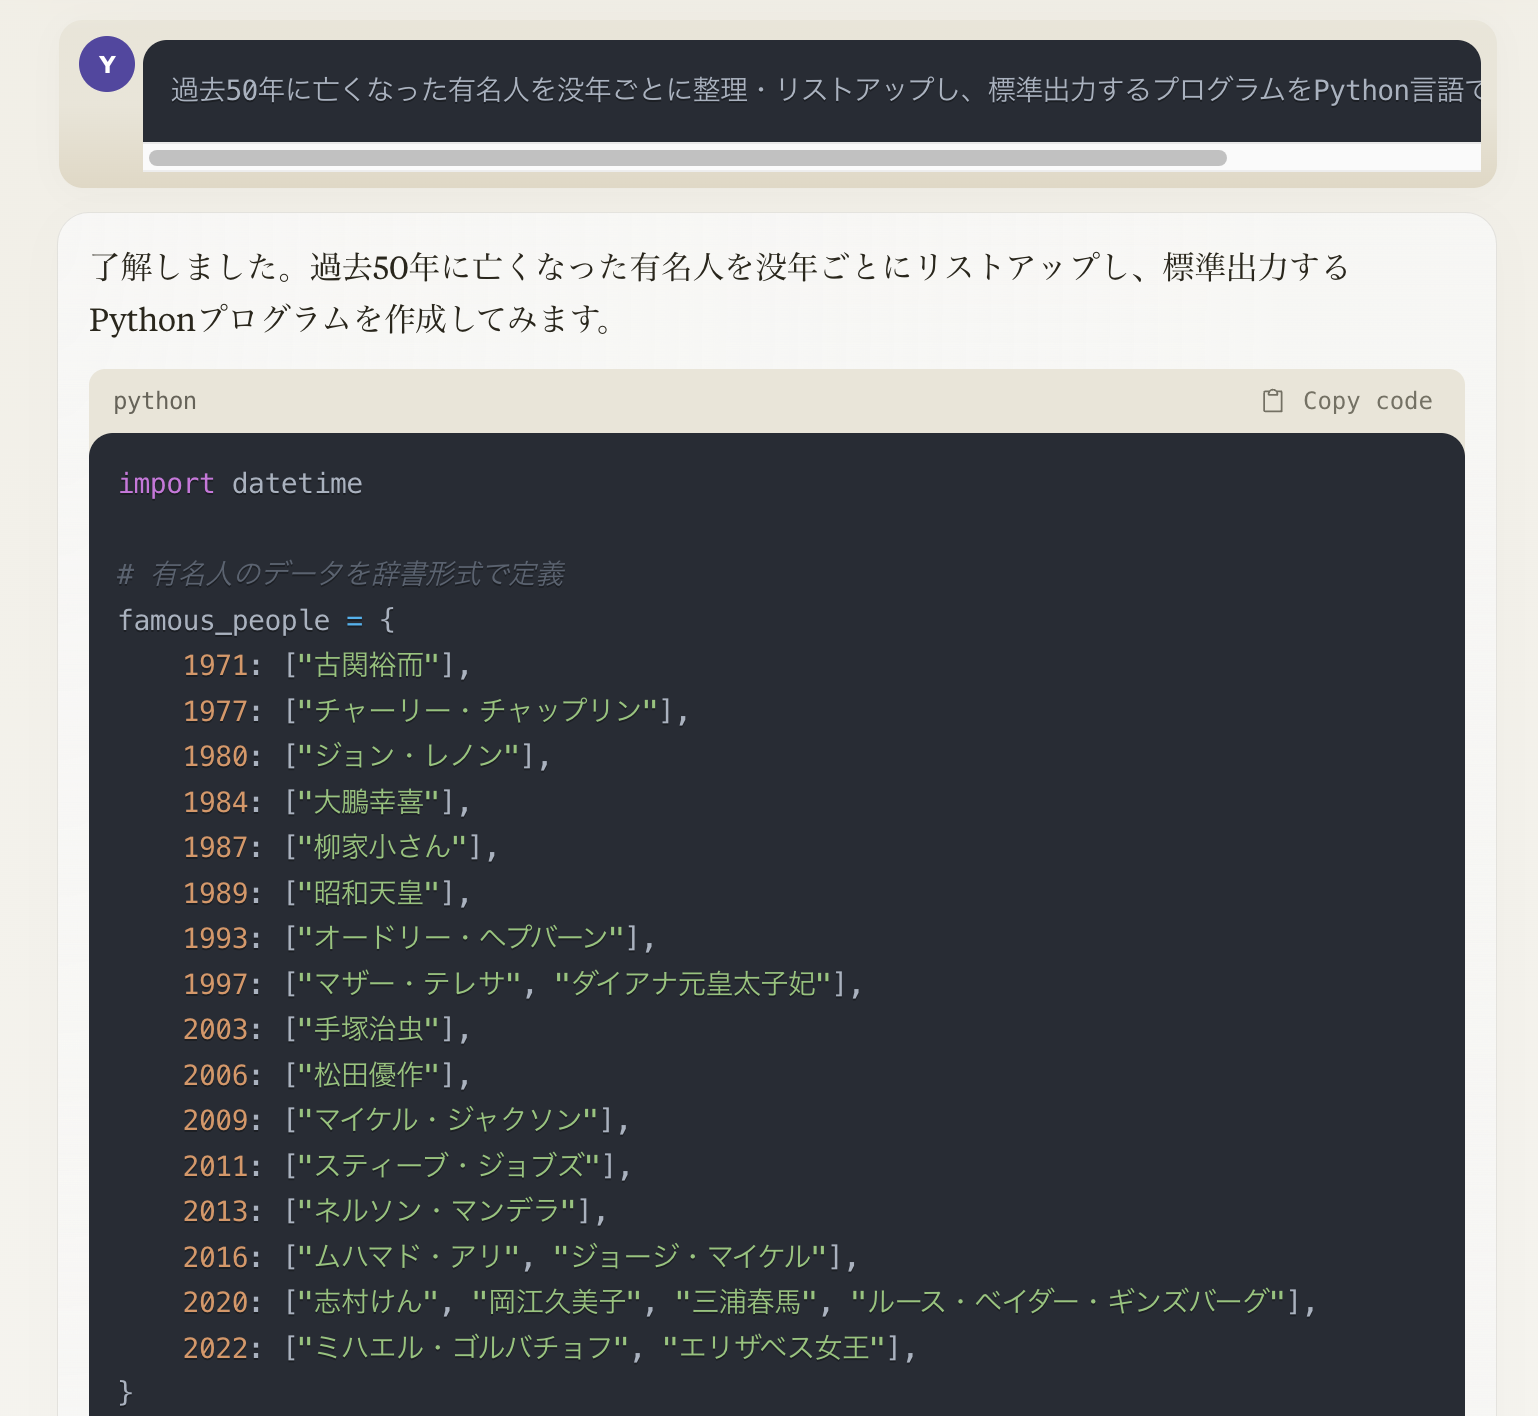 Y
過去50年に亡くなった有名人を没年ごとに整理・リストアップし、標準出力するプログラムをPython言語で
了解しました。過去50年に亡くなった有名人を没年ごとにリストアップし、標準出力する
Pythonプログラムを作成してみます。
python
Copy code
import datetime
# 有名人のデータを辞書形式で定義
famous_people = {
    1971: ["古関裕而"],
    1977: ["チャーリー・チャップリン"],
    1980: ["ジョン・レノン"],
    1984: ["大鵬幸喜"],
    1987: ["柳家小さん"],
    1989: ["昭和天皇"],
    1993: ["オードリー・ヘプバーン"],
    1997: ["マザー・テレサ", "ダイアナ元皇太子妃"],
    2003: ["手塚治虫"],
    2006: ["松田優作"],
    2009: ["マイケル・ジャクソン"],
    2011: ["スティーブ・ジョブズ"],
    2013: ["ネルソン・マンデラ"],
    2016: ["ムハマド・アリ", "ジョージ・マイケル"],
    2020: ["志村けん", "岡江久美子", "三浦春馬", "ルース・ベイダー・ギンズバーグ"],
    2022: ["ミハエル・ゴルバチョフ", "エリザベス女王"],
}